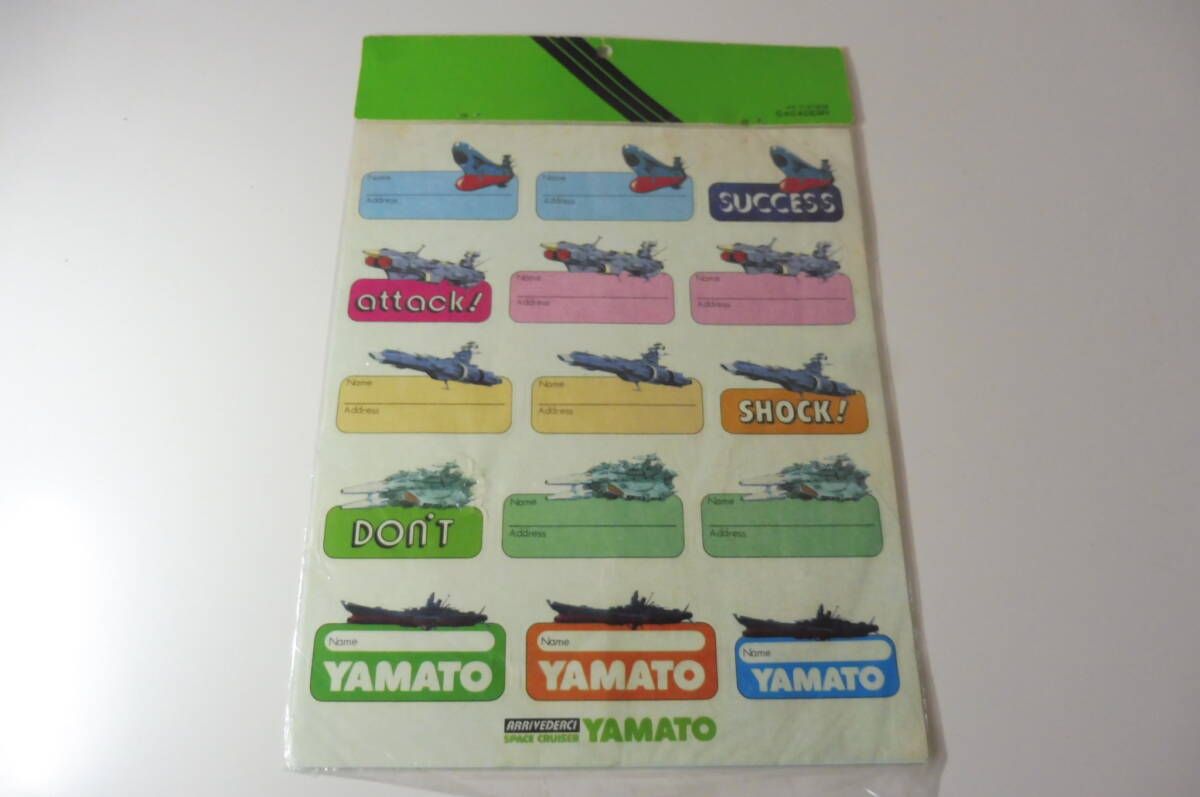 ©ACADEMY
Name Name
Address Address SUCCESS
attack! Name Name
Address Address
Name Name
Address Address SHOCK!
DON'T Name Name
Address Address
Name Name Name
YAMATO YAMATO YAMATO
ARRIVEDERCI
SPACE CRUISER YAMATO